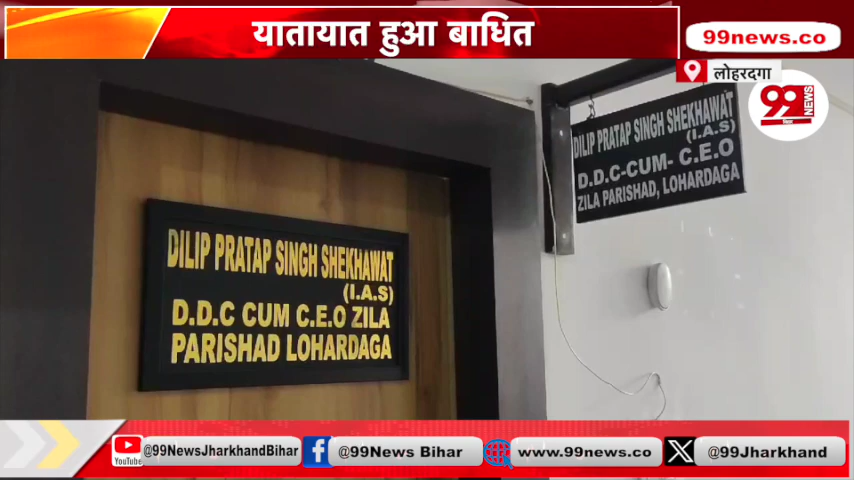 यातायात हुआ बाधित
99news.co
लोहरदगा
99 NEWS
बिहार
DILIP PRATAP SINGH SHEKHAWAT
(I.A.S)
D.D.C-CUM- C.E.O
ZILA PARISHAD, LOHARDAGA
DILIP PRATAP SINGH SHEKHAWAT
(I.A.S)
D.D.C CUM C.E.O ZILA
PARISHAD LOHARDAGA
YouTube
@99NewsJharkhandBihar
@99News Bihar
www.99news.co
@99Jharkhand